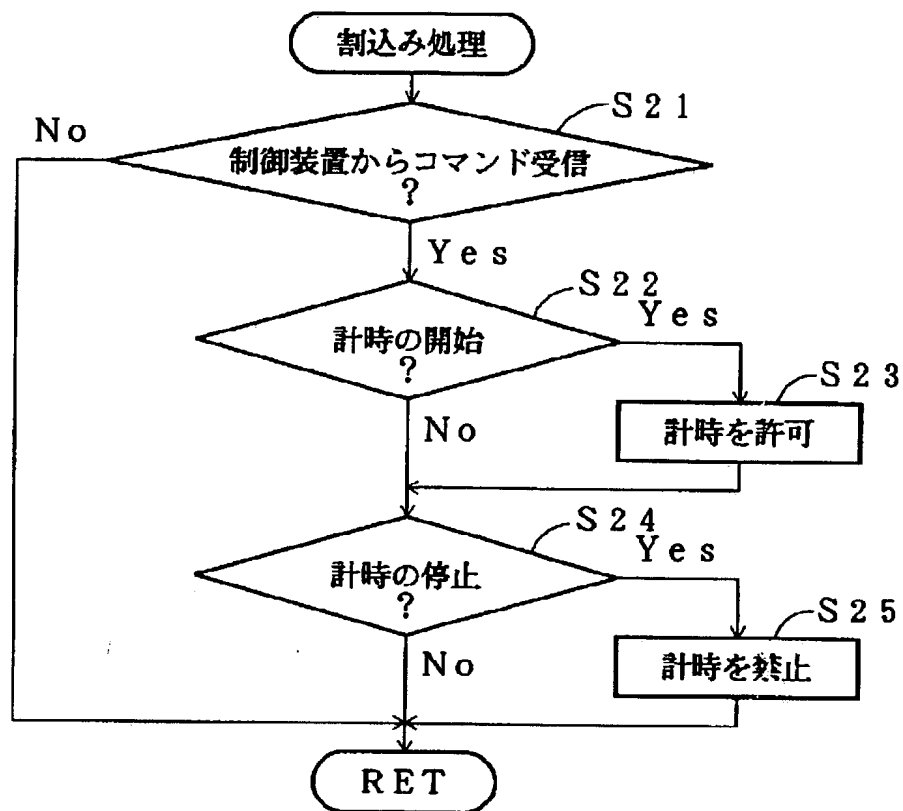 割込み処理
S21
No
制御装置からコマンド受信
?
Yes
S22
Yes
計時の開始
?
S23
計時を許可
No
S24
Yes
計時の停止
?
S25
計時を禁止
No
RET